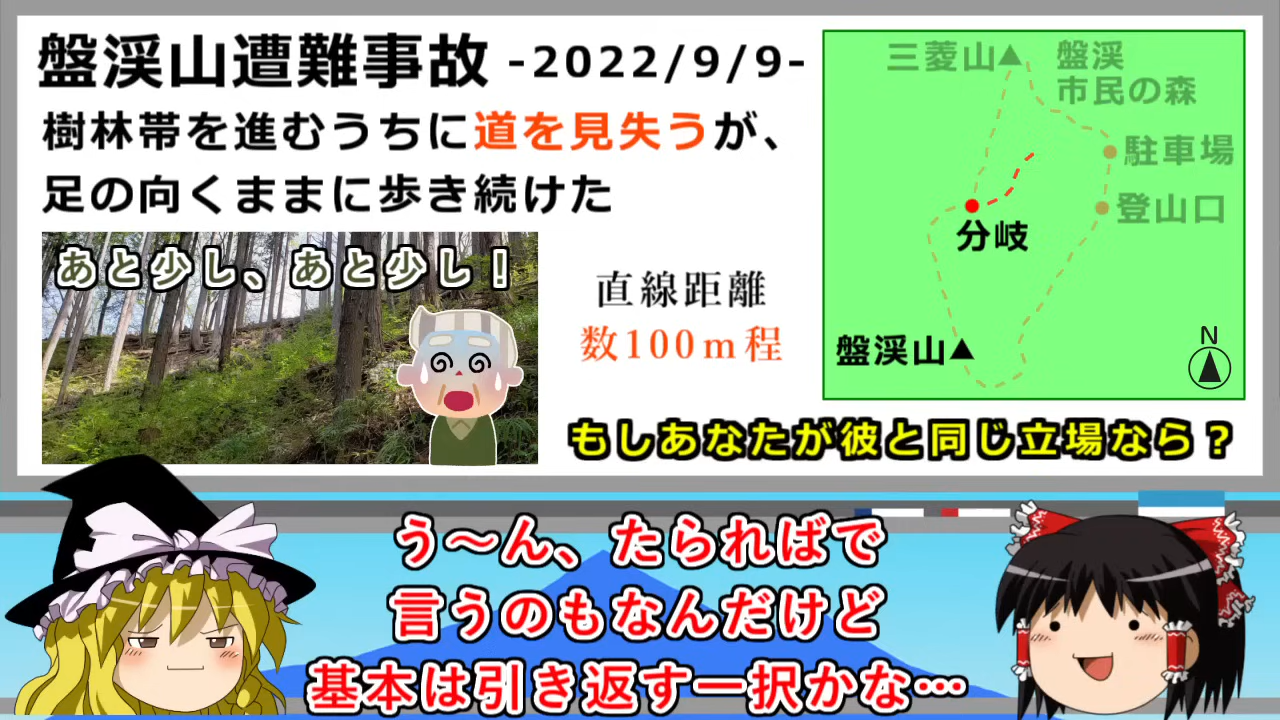 盤渓山遭難事故 -2022/9/9-
樹林帯を進むうちに道を見失うが、
足の向くままに歩き続けた
あと少し、あと少し！
直線距離
数100m程
三菱山▲
盤渓
市民の森
駐車場
登山口
分岐
盤渓山▲
N
もしあなたが彼と同じ立場なら？
う～ん、たらればで
言うのもなんだけど
基本は引き返す一択かな…